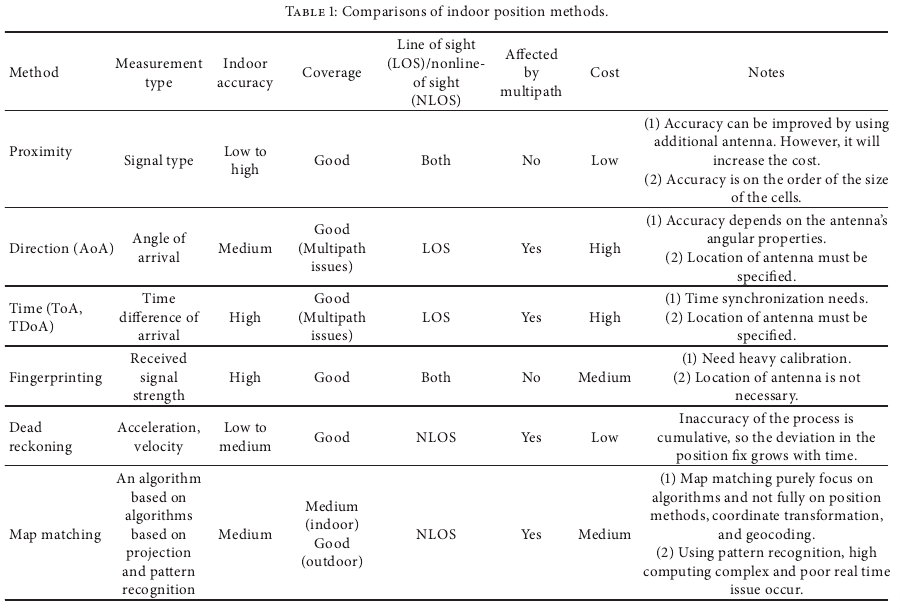 TABLE 1: Comparisons of indoor position methods.
Method
Measurement
type
Indoor
accuracy
Coverage
Line of sight
(LOS)/nonline-
of sight
(NLOS)
Affected
by
multipath
Cost
Notes
Proximity
Signal type
Low to
high
Good
Both
No
Low
(1) Accuracy can be improved by using
additional antenna. However, it will
increase the cost.
(2) Accuracy is on the order of the size
of the cells.
Direction (AoA)
Angle of
arrival
Medium
Good
(Multipath
issues)
LOS
Yes
High
(1) Accuracy depends on the antenna's
angular properties.
(2) Location of antenna must be
specified.
Time (ToA,
TDoA)
Time
difference of
arrival
High
Good
(Multipath
issues)
LOS
Yes
High
(1) Time synchronization needs.
(2) Location of antenna must be
specified.
Fingerprinting
Received
signal
strength
High
Good
Both
No
Medium
(1) Need heavy calibration.
(2) Location of antenna is not
necessary.
Dead
reckoning
Acceleration,
velocity
Low to
medium
Good
NLOS
Yes
Low
Inaccuracy of the process is
cumulative, so the deviation in the
position fix grows with time.
Map matching
An algorithm
based on
algorithms
based on
projection
and pattern
recognition
Medium
Medium
(indoor)
Good
(outdoor)
NLOS
Yes
Medium
(1) Map matching purely focus on
algorithms and not fully on position
methods, coordinate transformation,
and geocoding.
(2) Using pattern recognition, high
computing complex and poor real time
issue occur.